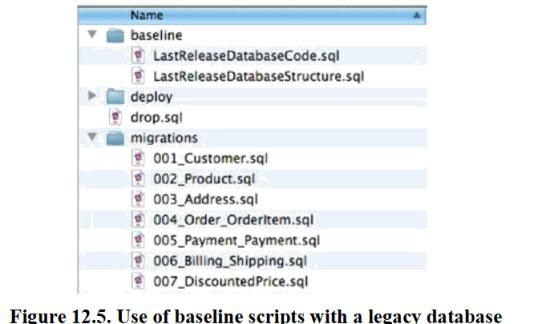 Name
baseline
LastReleaseDatabaseCode.sql
LastReleaseDatabaseStructure.sql
deploy
drop.sql
migrations
001_Customer.sql
002_Product.sql
003_Address.sql
004_Order_OrderItem.sql
005_Payment_Payment.sql
006_Billing_Shipping.sql
007_DiscountedPrice.sql
Figure 12.5. Use of baseline scripts with a legacy database